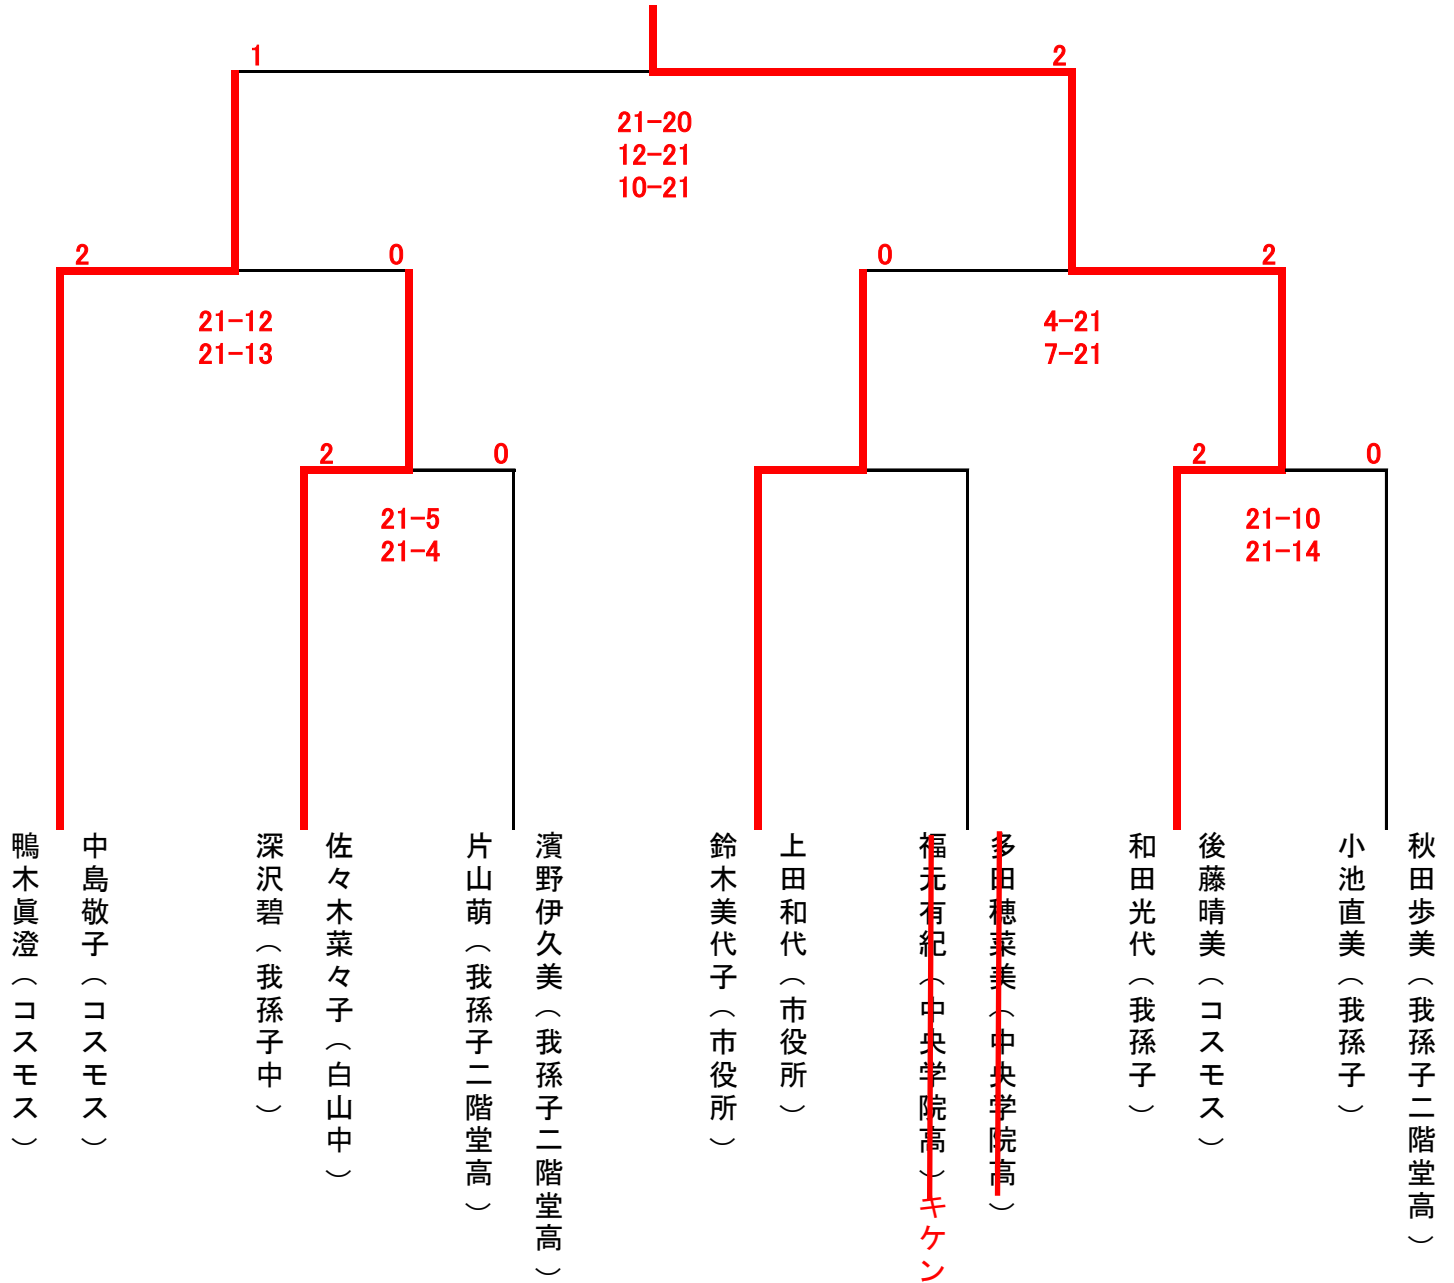 1
2
21-20
12-21
10-21
2
0
0
2
21-12
21-13
4-21
7-21
2
0
2
0
21-5
21-4
21-10
21-14
鴨木眞澄（コスモス）
中島敬子（コスモス）
深沢碧（我孫子中）
佐々木菜々子（白山中）
片山萌（我孫子二階堂高）
濱野伊久美（我孫子二階堂高）
鈴木美代子（市役所）
上田和代（市役所）
福元有紀（中央学院高）キケン
多田穂菜美（中央学院高）
和田光代（我孫子）
後藤晴美（コスモス）
小池直美（我孫子）
秋田歩美（我孫子二階堂高）